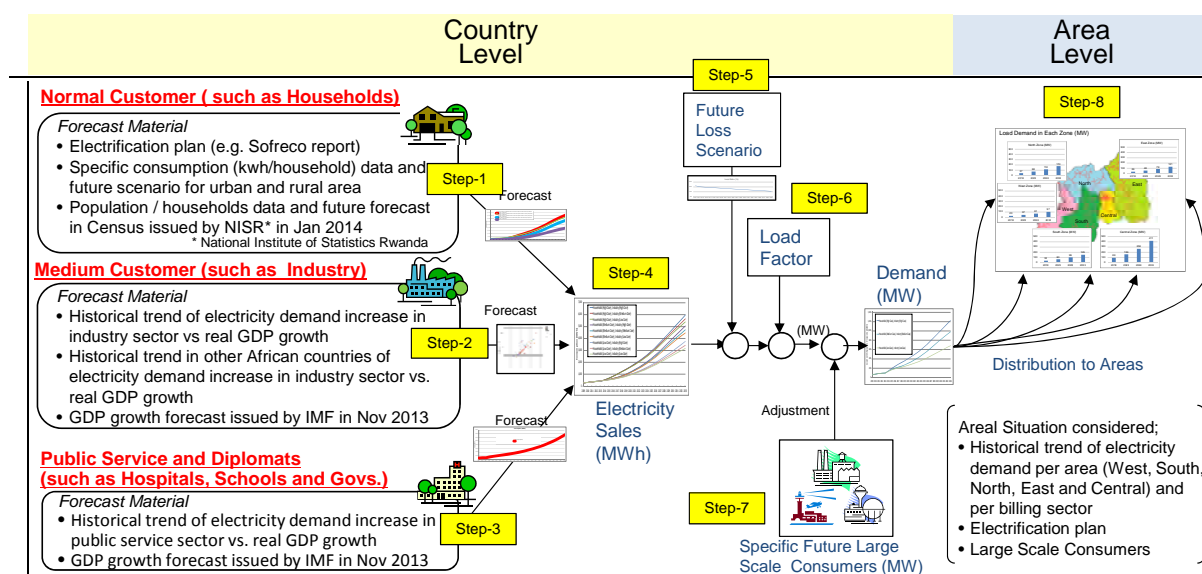 Country
Level
Area
Level
Normal Customer ( such as Households)
Forecast Material
• Electrification plan (e.g. Sofreco report)
• Specific consumption (kwh/household) data and
future scenario for urban and rural area
• Population / households data and future forecast
in Census issued by NISR* in Jan 2014
* National Institute of Statistics Rwanda
Step-1
Forecast
Medium Customer (such as Industry)
Forecast Material
• Historical trend of electricity demand increase in
industry sector vs real GDP growth
• Historical trend in other African countries of
electricity demand increase in industry sector vs.
real GDP growth
• GDP growth forecast issued by IMF in Nov 2013
Step-2
Forecast
Public Service and Diplomats
(such as Hospitals, Schools and Govs.)
Forecast Material
• Historical trend of electricity demand increase in
public service sector vs. real GDP growth
• GDP growth forecast issued by IMF in Nov 2013
Step-3
Forecast
Step-4
Electricity
Sales
(MWh)
Step-5
Future
Loss
Scenario
Step-6
Load
Factor
(MW)
Adjustment
Step-7
Specific Future Large
Scale Consumers (MW)
Demand
(MW)
Step-8
Load Demand in Each Zone (MW)
North
East
West
South
Central
Distribution to Areas
Areal Situation considered;
• Historical trend of electricity
demand per area (West, South,
North, East and Central) and
per billing sector
• Electrification plan
• Large Scale Consumers